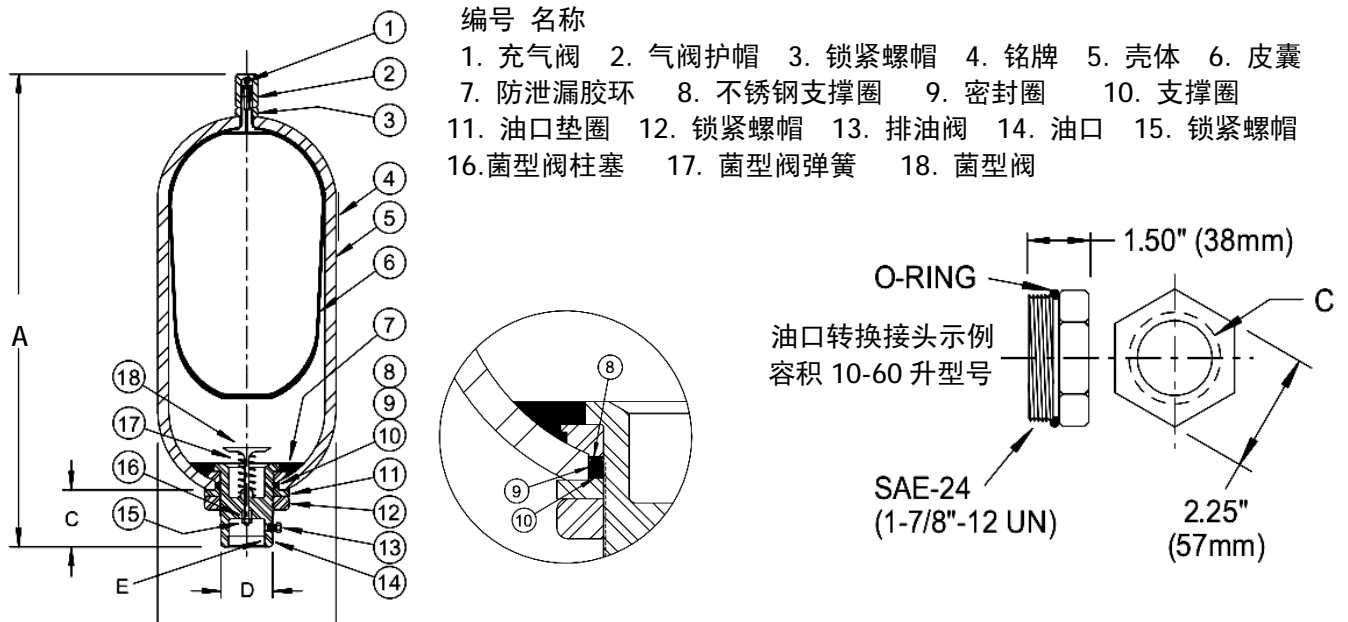 编号 名称
1. 充气阀 2. 气阀护帽 3. 锁紧螺帽 4. 铭牌 5. 壳体 6. 皮囊
7. 防泄漏胶环 8. 不锈钢支撑圈 9. 密封圈 10. 支撑圈
11. 油口垫圈 12. 锁紧螺帽 13. 排油阀 14. 油口 15. 锁紧螺帽
16.菌型阀柱塞 17. 菌型阀弹簧 18. 菌型阀
1
2
3
4
5
6
7
8
9
10
11
12
13
14
18
17
16
15
A
C
E
D
8
9
10
1.50" (38mm)
O-RING
C
油口转换接头示例
容积 10-60 升型号
SAE-24
(1-7/8"-12 UN)
2.25"
(57mm)